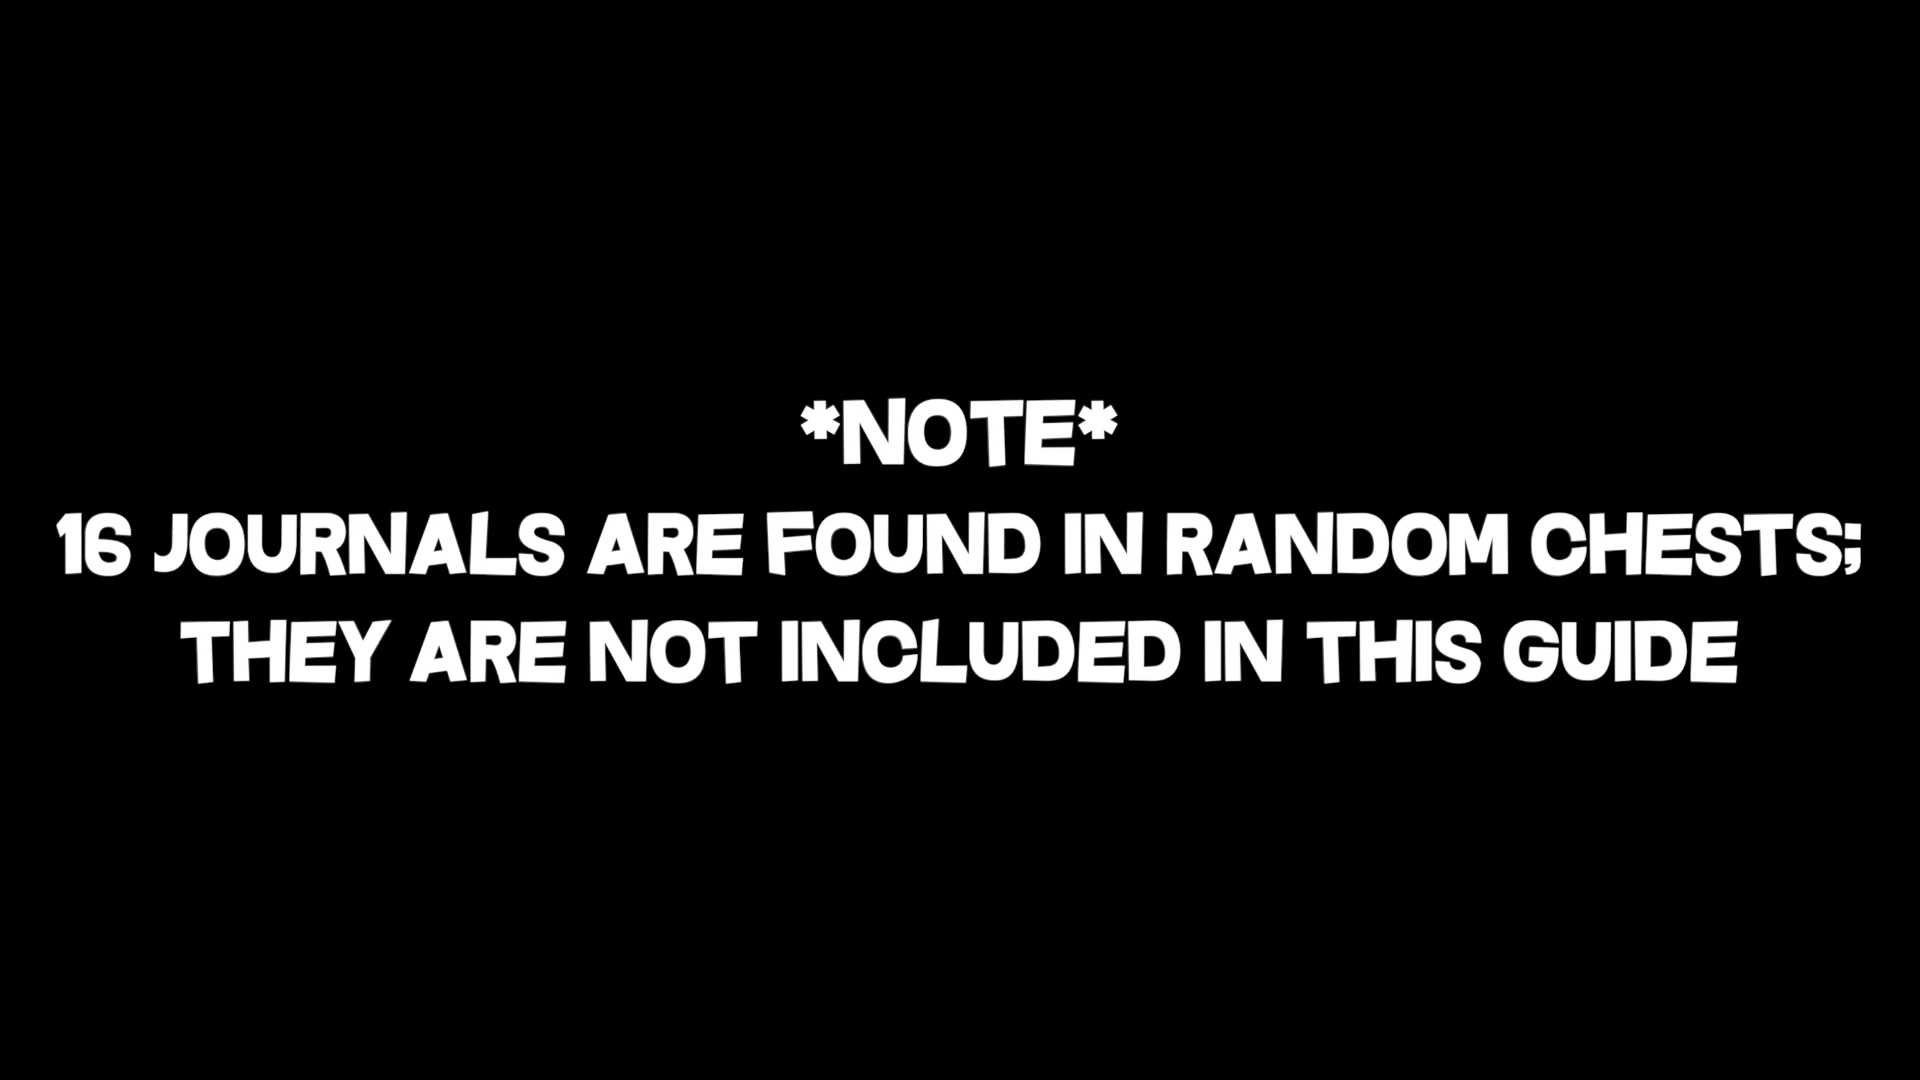 *NOTE*
16 JOURNALS ARE FOUND IN RANDOM CHESTS;
THEY ARE NOT INCLUDED IN THIS GUIDE